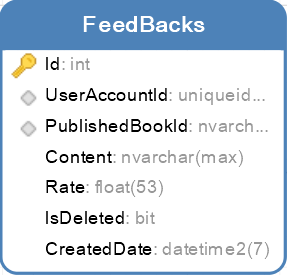 FeedBacks
Id: int
UserAccountId: uniqueid...
PublishedBookId: nvarch...
Content: nvarchar(max)
Rate: float(53)
IsDeleted: bit
CreatedDate: datetime2(7)